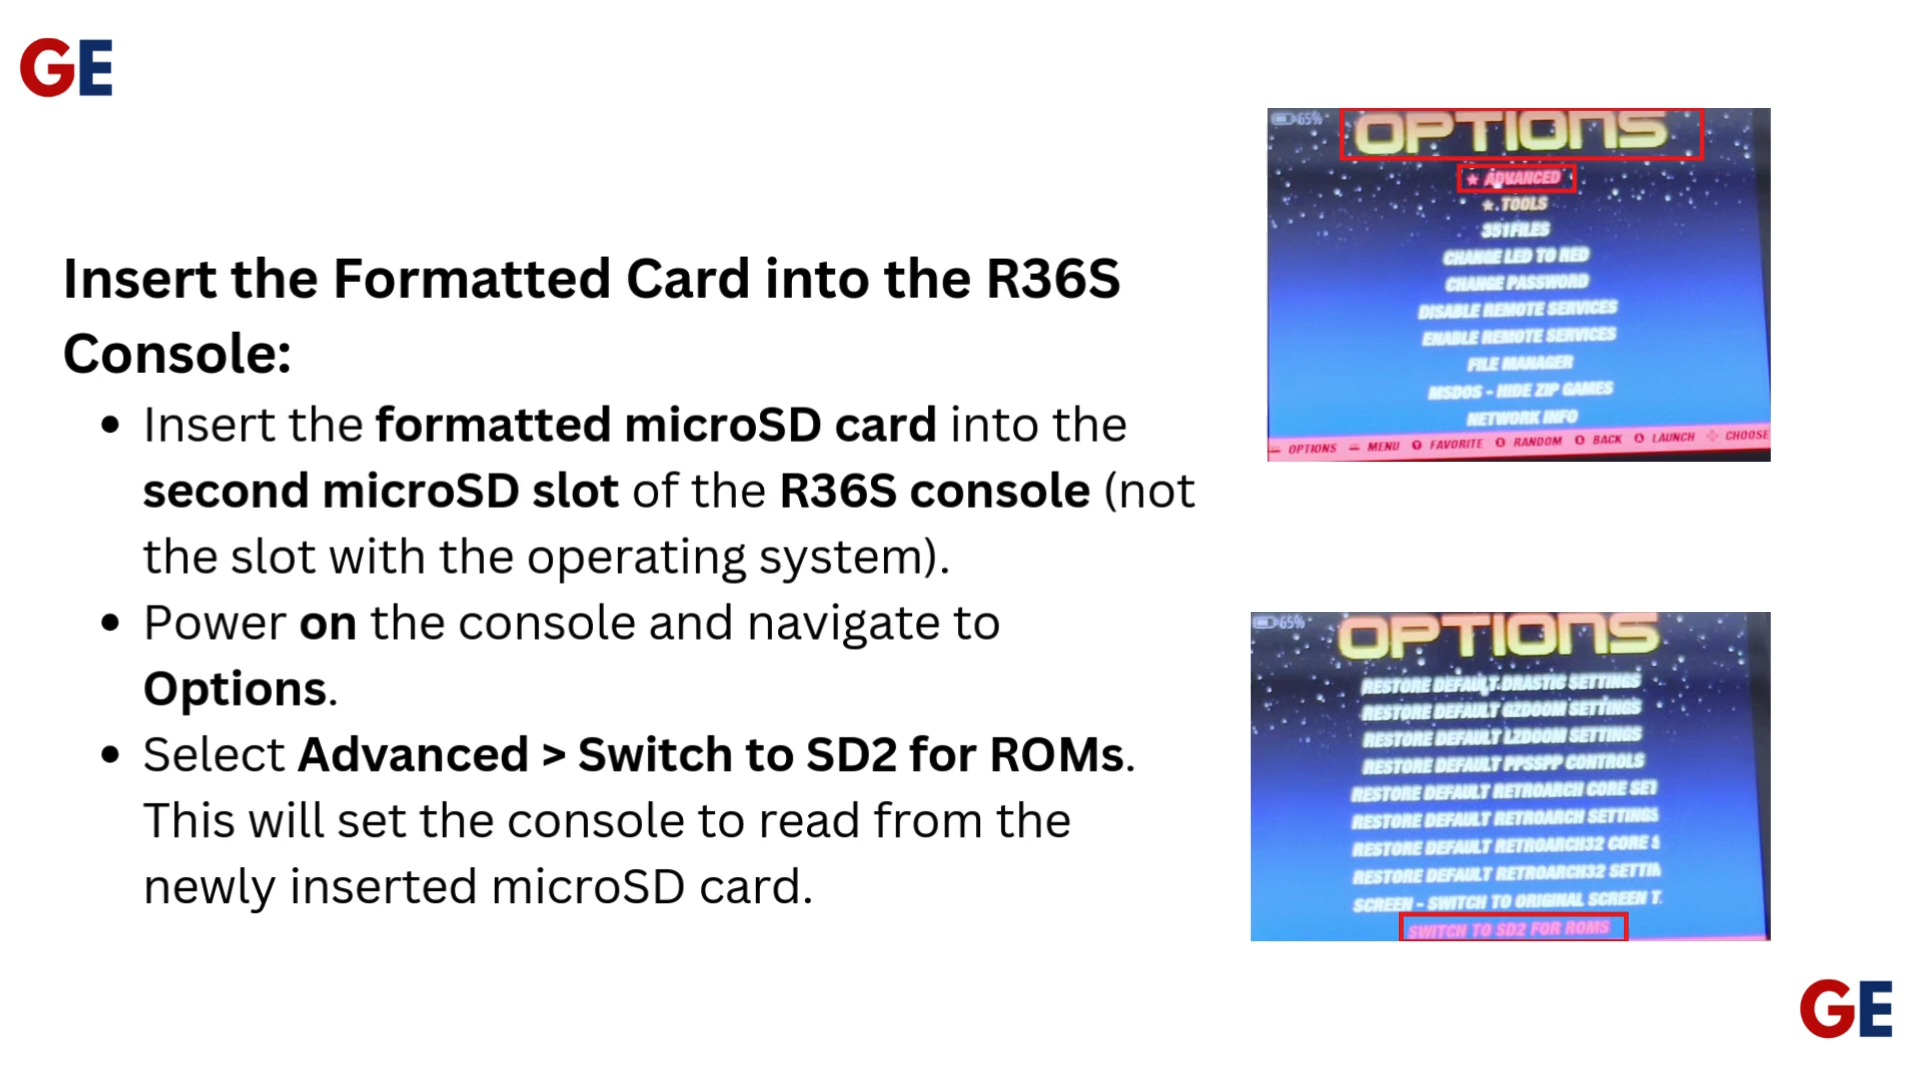 GE
Insert the Formatted Card into the R36S
Console:
• Insert the formatted microSD card into the
second microSD slot of the R36S console (not
the slot with the operating system).
• Power on the console and navigate to
Options.
• Select Advanced > Switch to SD2 for ROMs.
This will set the console to read from the
newly inserted microSD card.
65%
OPTIONS
★ ADVANCED
★ TOOLS
351FILES
CHANGE LED TO RED
CHANGE PASSWORD
DISABLE REMOTE SERVICES
ENABLE REMOTE SERVICES
FILE MANAGER
MSDOS - HIDE ZIP GAMES
NETWORK INFO
OPTIONS MENU Y FAVORITE X RANDOM B BACK A LAUNCH CHOOSE
65%
OPTIONS
RESTORE DEFAULT DRASTIC SETTINGS
RESTORE DEFAULT GZDOOM SETTINGS
RESTORE DEFAULT LZDOOM SETTINGS
RESTORE DEFAULT PPSSPP CONTROLS
RESTORE DEFAULT RETROARCH CORE SET
RESTORE DEFAULT RETROARCH SETTINGS
RESTORE DEFAULT RETROARCH32 CORE S
RESTORE DEFAULT RETROARCH32 SETTIN
SCREEN - SWITCH TO ORIGINAL SCREEN T
SWITCH TO SD2 FOR ROMS
GE